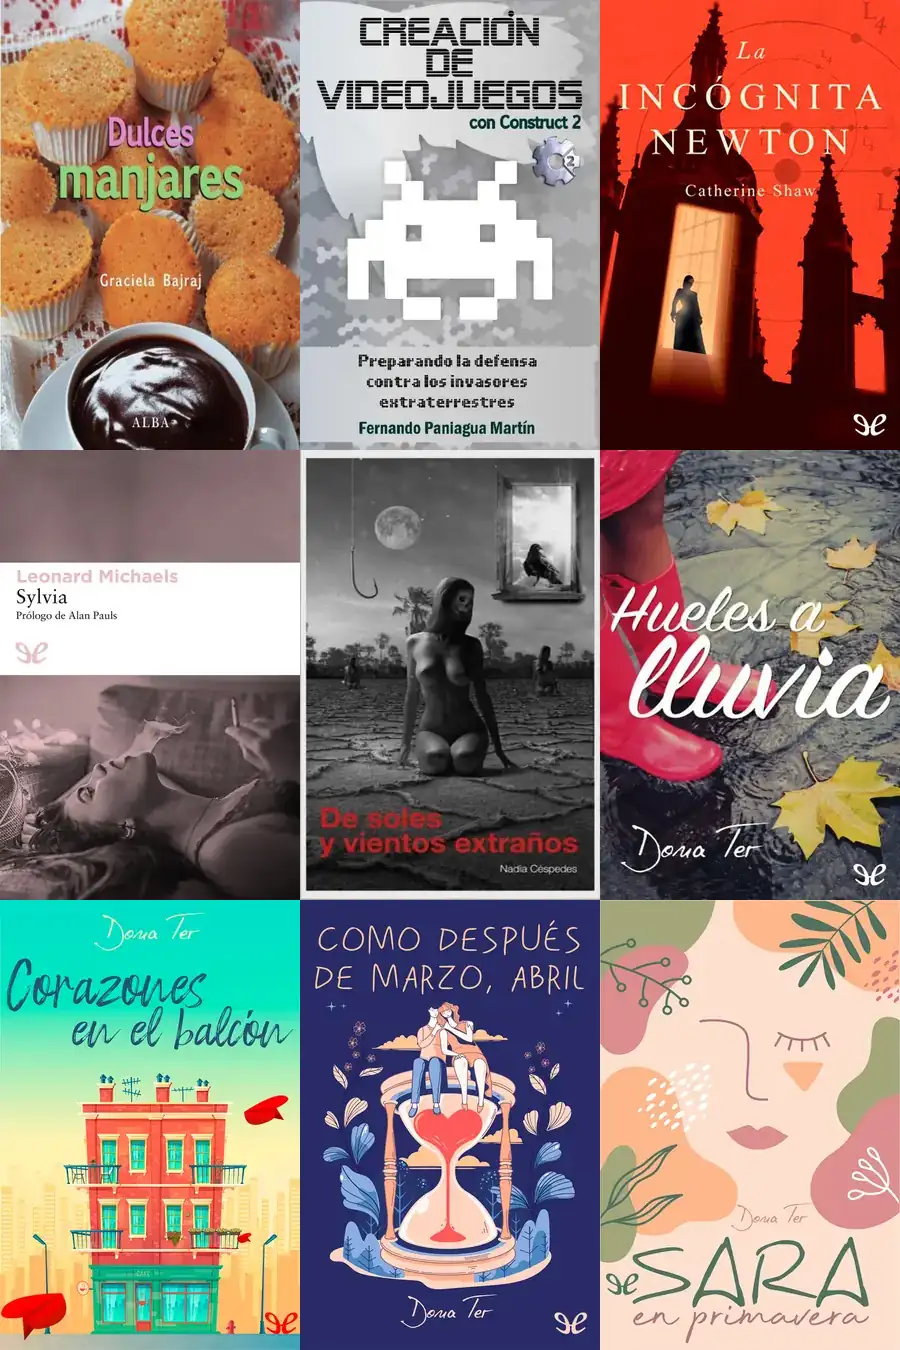 Dulces
manjares
Graciela Bajraj
ALBA
CREACIÓN
DE
VIDEOJUEGOS
con Construct 2
2
Preparando la defensa
contra los invasores
extraterrestres
Fernando Paniagua Martín
La
INCÓGNITA
NEWTON
Catherine Shaw
Leonard Michaels
Sylvia
Prólogo de Alan Pauls
De soles
y vientos extraños
Nadia Céspedes
Hueles a
lluvia
Dona Ter
Dona Ter
Corazones
en el balcón
COMO DESPUÉS
DE MARZO, ABRIL
Dona Ter
Dona Ter
SARA
en primavera